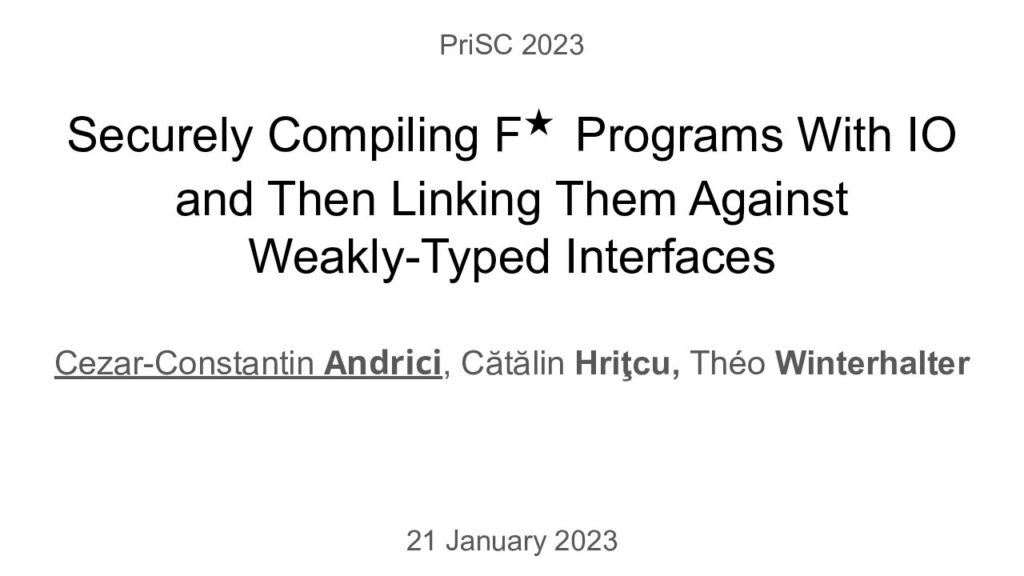 PriSC 2023
Securely Compiling F★ Programs With IO
and Then Linking Them Against
Weakly-Typed Interfaces
Cezar-Constantin Andrici, Cătălin Hriţcu, Théo Winterhalter
21 January 2023